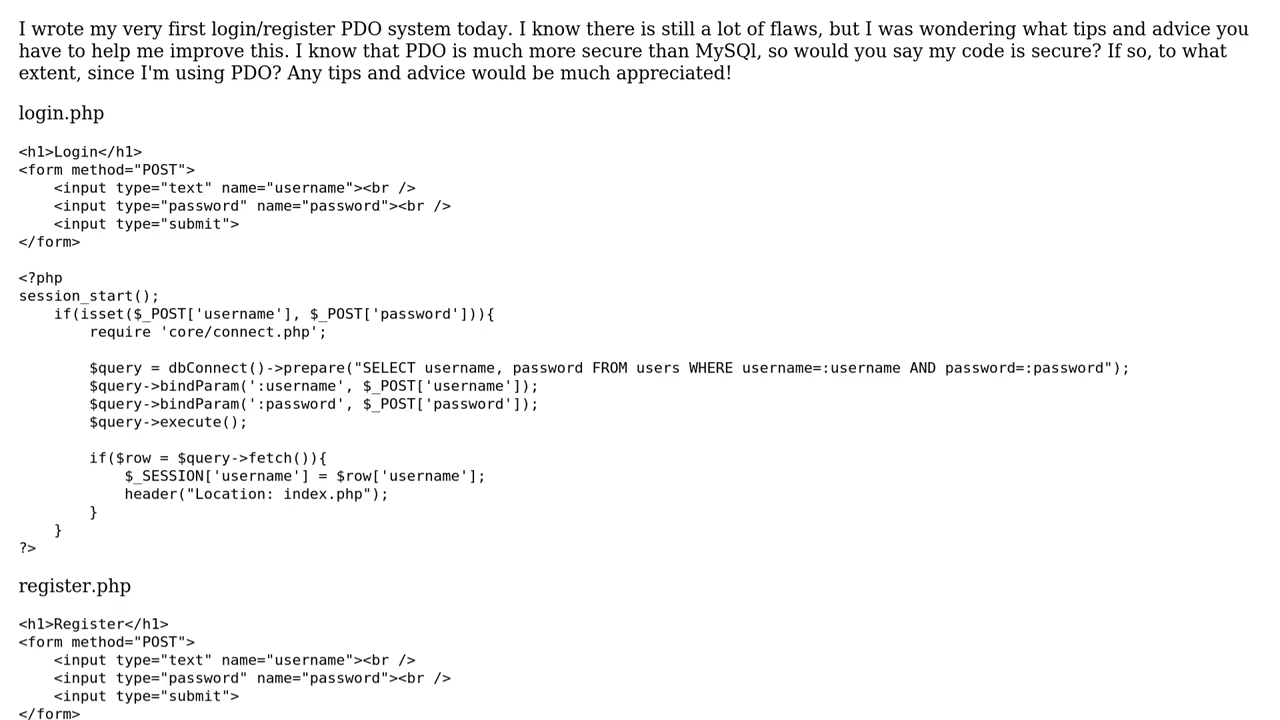 I wrote my very first login/register PDO system today. I know there is still a lot of flaws, but I was wondering what tips and advice you
have to help me improve this. I know that PDO is much more secure than MySQl, so would you say my code is secure? If so, to what
extent, since I'm using PDO? Any tips and advice would be much appreciated!
login.php
<h1>Login</h1>
<form method="POST">
    <input type="text" name="username"><br />
    <input type="password" name="password"><br />
    <input type="submit">
</form>
<?php
session_start();
    if(isset($_POST['username'], $_POST['password'])){
        require 'core/connect.php';
        $query = dbConnect()->prepare("SELECT username, password FROM users WHERE username=:username AND password=:password");
        $query->bindParam(':username', $_POST['username']);
        $query->bindParam(':password', $_POST['password']);
        $query->execute();
        if($row = $query->fetch()){
            $_SESSION['username'] = $row['username'];
            header("Location: index.php");
        }
    }
?>
register.php
<h1>Register</h1>
<form method="POST">
    <input type="text" name="username"><br />
    <input type="password" name="password"><br />
    <input type="submit">
</form>